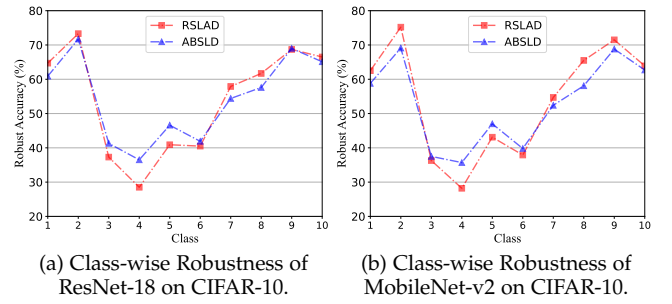 80
70
60
50
40
30
20
Robust Accuracy (%)
RSLAD
ABSLD
1 2 3 4 5 6 7 8 9 10
Class
(a) Class-wise Robustness of
ResNet-18 on CIFAR-10.
80
70
60
50
40
30
20
Robust Accuracy (%)
RSLAD
ABSLD
1 2 3 4 5 6 7 8 9 10
Class
(b) Class-wise Robustness of
MobileNet-v2 on CIFAR-10.